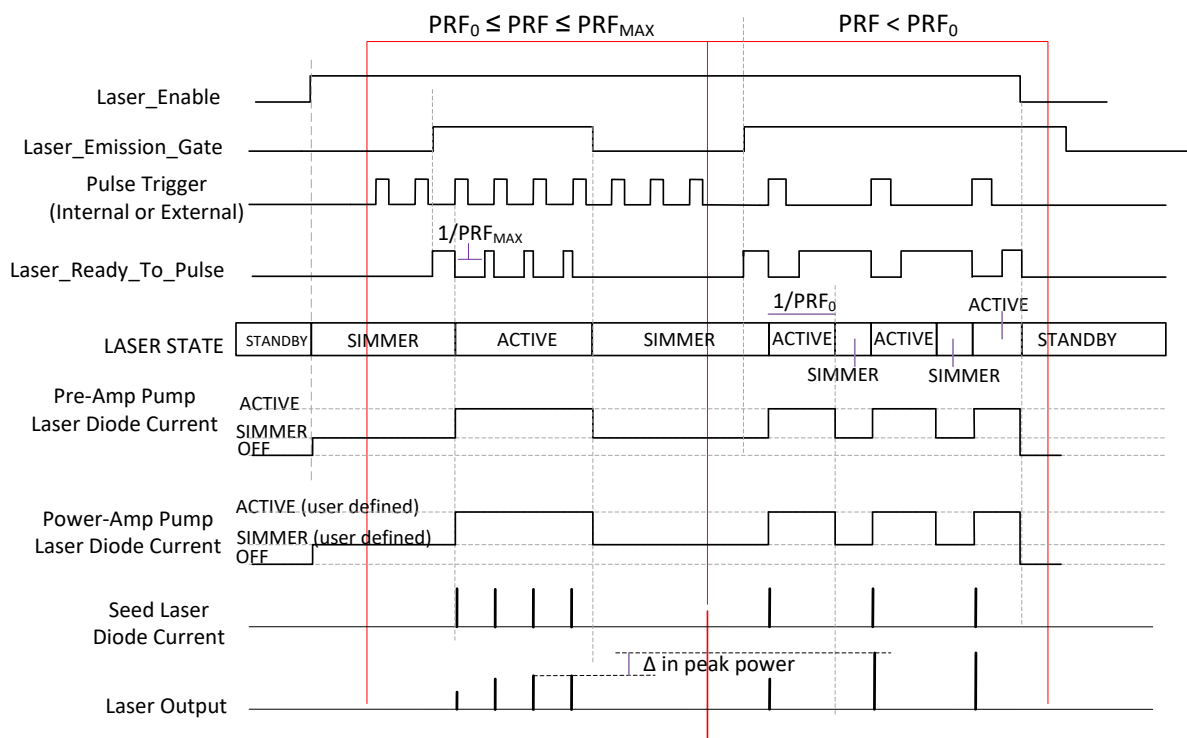 PRF₀ ≤ PRF ≤ PRF_MAX
PRF < PRF₀
Laser_Enable
Laser_Emission_Gate
Pulse Trigger
(Internal or External)
1/PRF_MAX
Laser_Ready_To_Pulse
1/PRF₀
ACTIVE
LASER STATE
STANDBY
SIMMER
ACTIVE
SIMMER
ACTIVE
ACTIVE
STANDBY
SIMMER
SIMMER
Pre-Amp Pump
Laser Diode Current
ACTIVE
SIMMER
OFF
Power-Amp Pump
Laser Diode Current
ACTIVE (user defined)
SIMMER (user defined)
OFF
Seed Laser
Diode Current
Δ in peak power
Laser Output